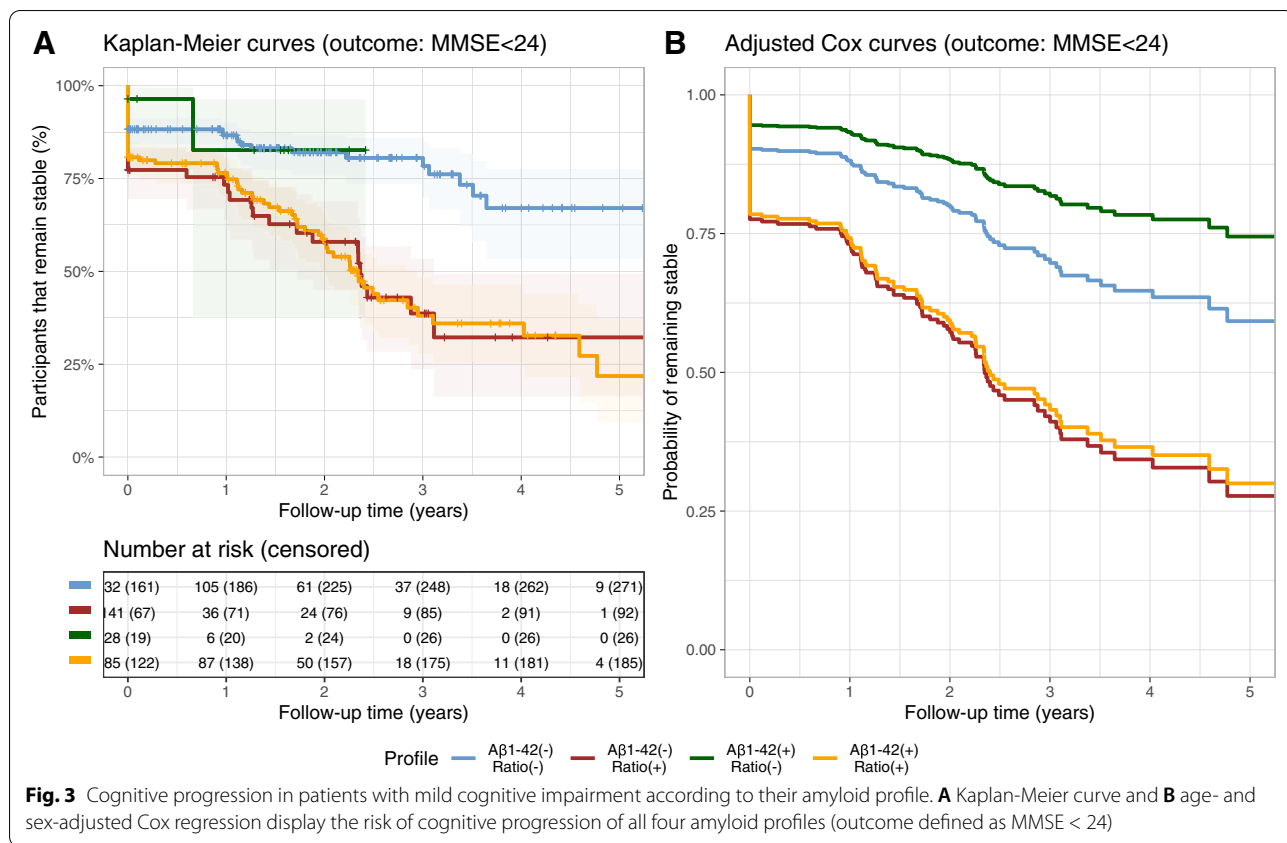 A Kaplan-Meier curves (outcome: MMSE<24)
100%
75%
50%
25%
0%
Participants that remain stable (%)
0 1 2 3 4 5
Follow-up time (years)
Number at risk (censored)
32 (161) 105 (186) 61 (225) 37 (248) 18 (262) 9 (271)
141 (67) 36 (71) 24 (76) 9 (85) 2 (91) 1 (92)
28 (19) 6 (20) 2 (24) 0 (26) 0 (26) 0 (26)
85 (122) 87 (138) 50 (157) 18 (175) 11 (181) 4 (185)
0 1 2 3 4 5
Follow-up time (years)
B Adjusted Cox curves (outcome: MMSE<24)
1.00
0.75
0.50
0.25
0.00
Probability of remaining stable
0 1 2 3 4 5
Follow-up time (years)
Profile
Aβ1-42(-)
Ratio(-)
Aβ1-42(-)
Ratio(+)
Aβ1-42(+)
Ratio(-)
Aβ1-42(+)
Ratio(+)
Fig. 3 Cognitive progression in patients with mild cognitive impairment according to their amyloid profile. A Kaplan-Meier curve and B age- and
sex-adjusted Cox regression display the risk of cognitive progression of all four amyloid profiles (outcome defined as MMSE < 24)